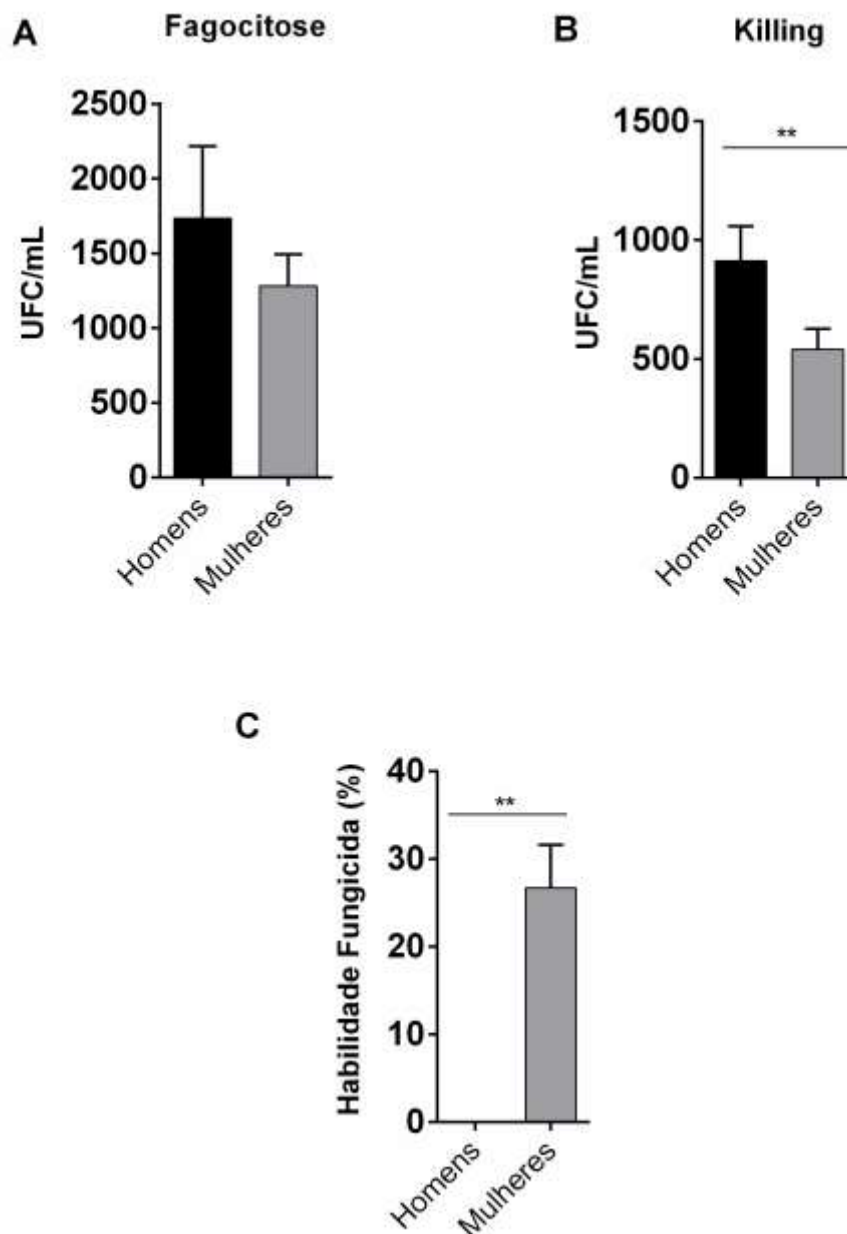 A
Fagocitose
UFC/mL
2500
2000
1500
1000
500
0
Homens
Mulheres
B
Killing
UFC/mL
1500
1000
500
0
**
Homens
Mulheres
C
Habilidade Fungicida (%)
40
30
20
10
0
**
Homens
Mulheres